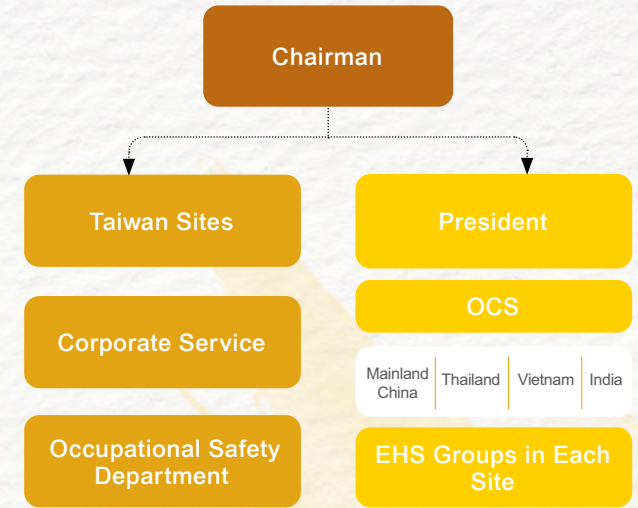 Chairman
Taiwan Sites
President
Corporate Service
OCS
Mainland
China
Thailand
Vietnam
India
Occupational Safety
Department
EHS Groups in Each
Site